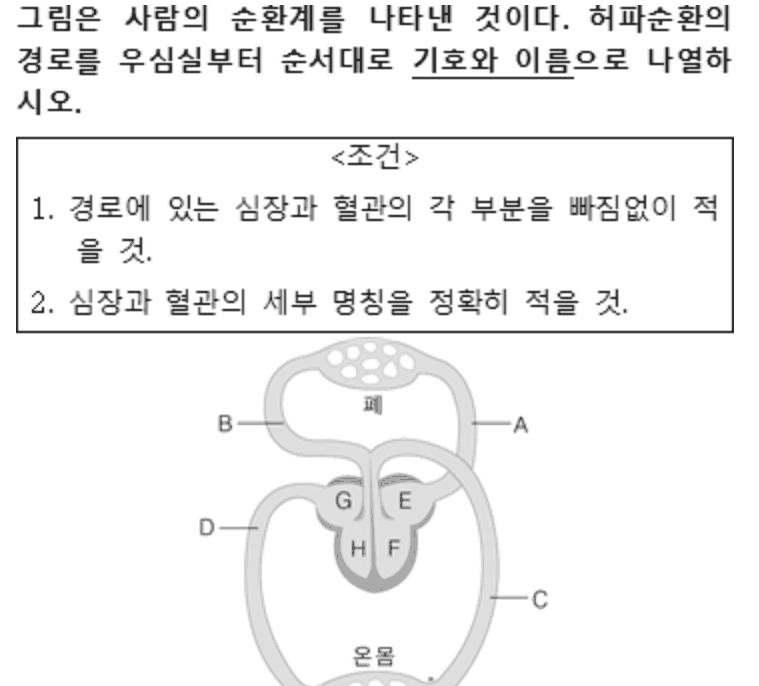 그림은 사람의 순환계를 나타낸 것이다. 허파순환의
경로를 우심실부터 순서대로 기호와 이름으로 나열하
시오.
<조건>
1. 경로에 있는 심장과 혈관의 각 부분을 빠짐없이 적
을 것.
2. 심장과 혈관의 세부 명칭을 정확히 적을 것.
폐
B
A
G
E
D
H
F
C
온몸